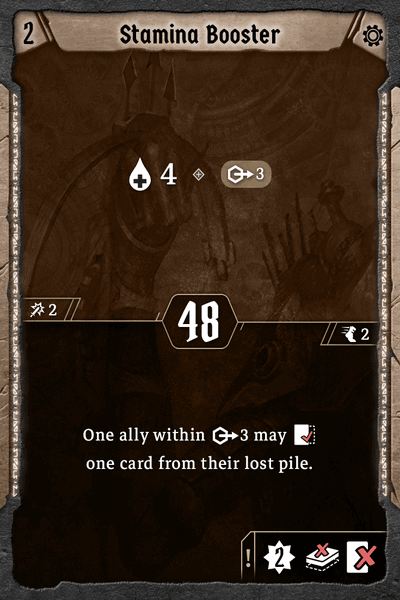 2 Stamina Booster
4 3
2
48
2
One ally within 3 may
one card from their lost pile.
! 2